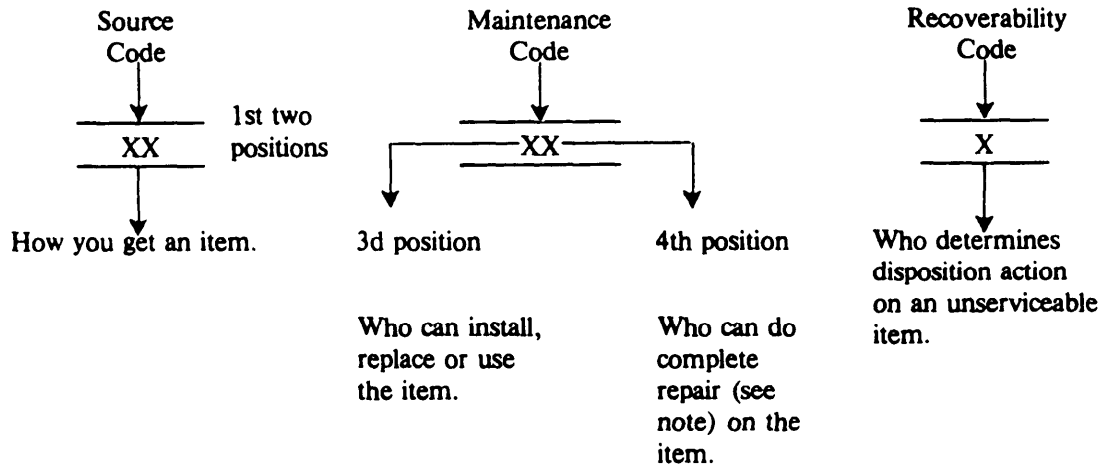 Source
Code
XX
1st two
positions
How you get an item.
Maintenance
Code
XX
3d position
Who can install,
replace or use
the item.
4th position
Who can do
complete
repair (see
note) on the
item.
Recoverability
Code
X
Who determines
disposition action
on an unserviceable
item.